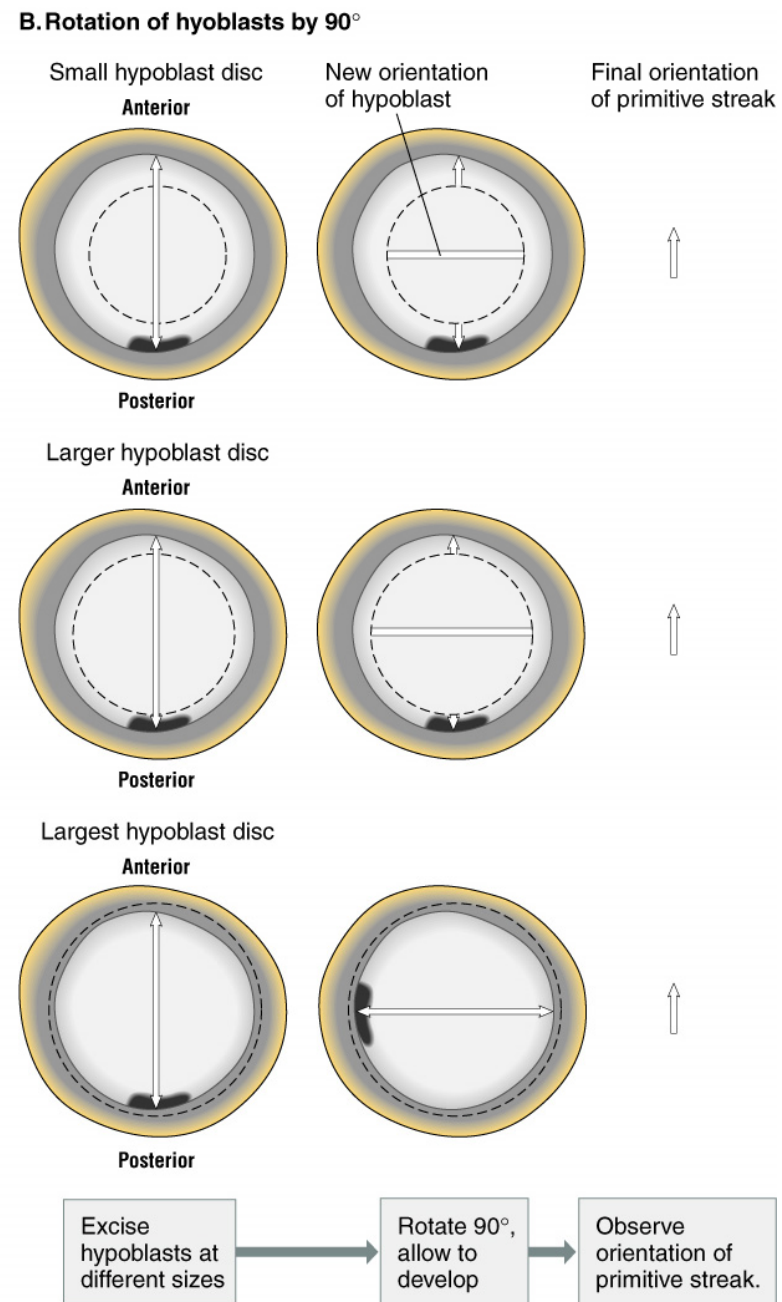 B. Rotation of hyoblasts by 90°
Small hypoblast disc
Anterior
New orientation
of hypoblast
Final orientation
of primitive streak
Posterior
Larger hypoblast disc
Anterior
Posterior
Largest hypoblast disc
Anterior
Posterior
Excise
hypoblasts at
different sizes
Rotate 90°,
allow to
develop
Observe
orientation of
primitive streak.